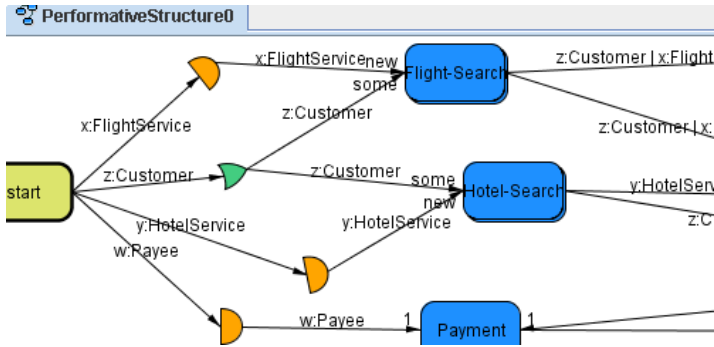 PerformativeStructure0
x:FlightService
new
Flight-Search
z:Customer | x:Flight
some
z:Customer
x:FlightService
z:Customer | x:
start
z:Customer
z:Customer
some
Hotel-Search
y:HotelServ
new
y:HotelService
y:HotelService
z:C
w:Payee
w:Payee
1
Payment
1